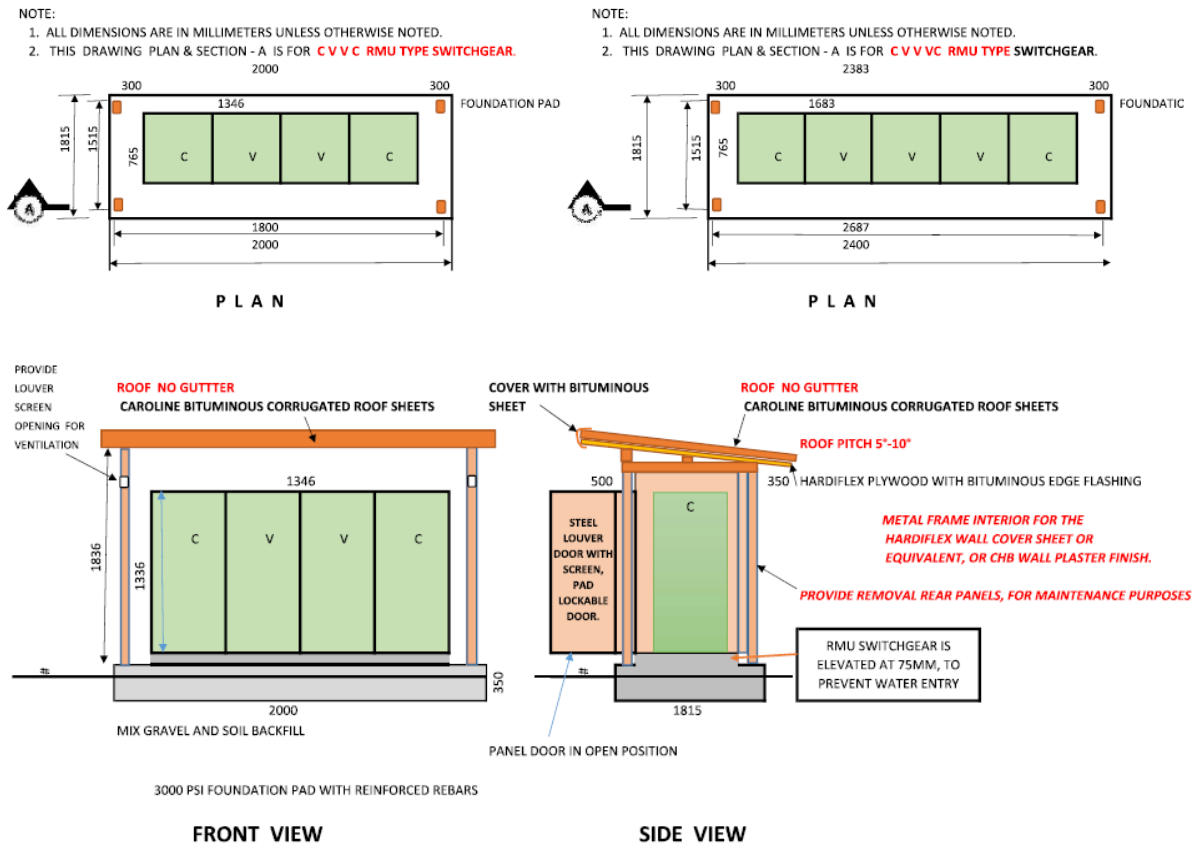 NOTE:
1. ALL DIMENSIONS ARE IN MILLIMETERS UNLESS OTHERWISE NOTED.
2. THIS DRAWING PLAN & SECTION - A IS FOR C V V C RMU TYPE SWITCHGEAR.
2000
300
300
1346
FOUNDATION PAD
1815
1515
765
C
V
V
C
A
1800
2000
P L A N
NOTE:
1. ALL DIMENSIONS ARE IN MILLIMETERS UNLESS OTHERWISE NOTED.
2. THIS DRAWING PLAN & SECTION - A IS FOR C V V VC RMU TYPE SWITCHGEAR.
2383
300
300
1683
FOUNDATIC
1815
1515
765
C
V
V
V
C
A
2687
2400
P L A N
PROVIDE
LOUVER
SCREEN
OPENING FOR
VENTILATION
ROOF NO GUTTTER
CAROLINE BITUMINOUS CORRUGATED ROOF SHEETS
1346
C
V
V
C
1836
1336
#
350
2000
MIX GRAVEL AND SOIL BACKFILL
3000 PSI FOUNDATION PAD WITH REINFORCED REBARS
FRONT VIEW
COVER WITH BITUMINOUS
SHEET
ROOF NO GUTTTER
CAROLINE BITUMINOUS CORRUGATED ROOF SHEETS
ROOF PITCH 5°-10°
500
350 HARDIFLEX PLYWOOD WITH BITUMINOUS EDGE FLASHING
C
STEEL
LOUVER
DOOR WITH
SCREEN,
PAD
LOCKABLE
DOOR.
METAL FRAME INTERIOR FOR THE
HARDIFLEX WALL COVER SHEET OR
EQUIVALENT, OR CHB WALL PLASTER FINISH.
PROVIDE REMOVAL REAR PANELS, FOR MAINTENANCE PURPOSES
RMU SWITCHGEAR IS
ELEVATED AT 75MM, TO
PREVENT WATER ENTRY
#
1815
PANEL DOOR IN OPEN POSITION
SIDE VIEW